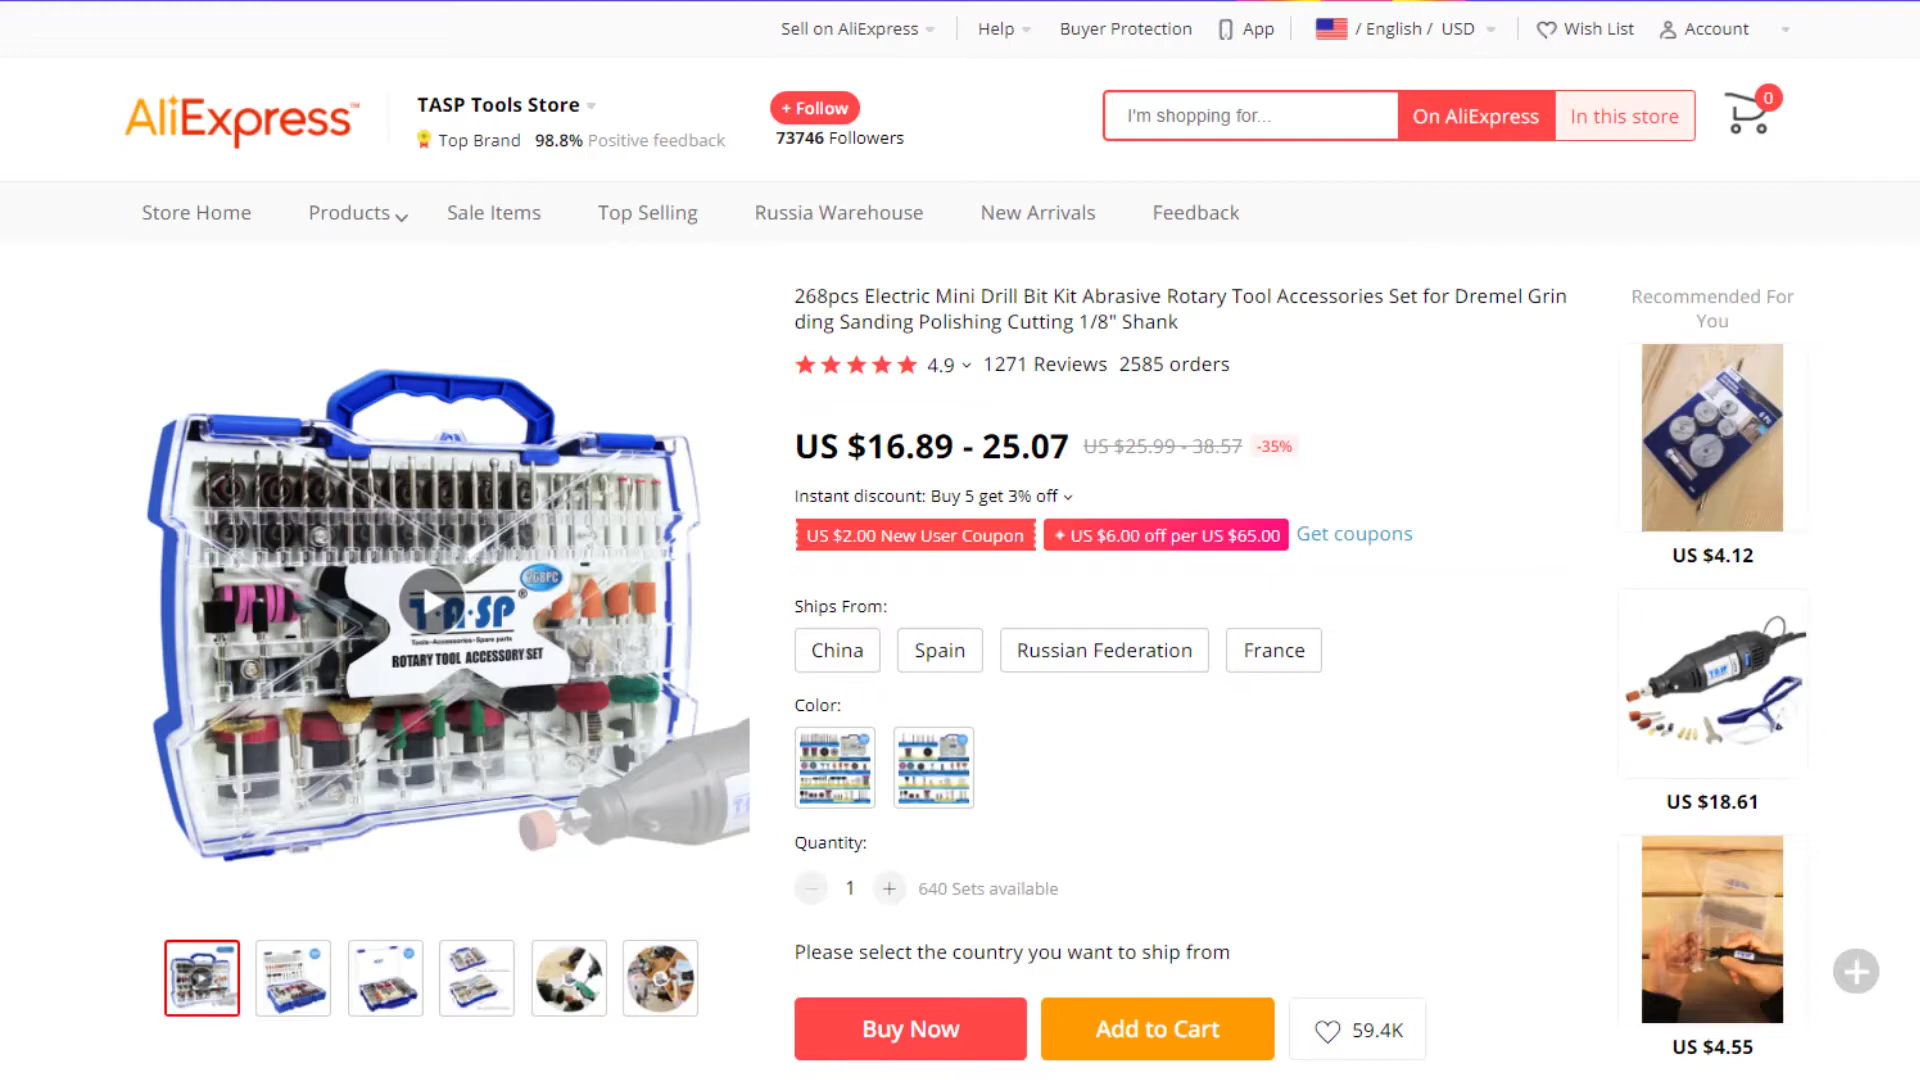 Sell on AliExpress
Help
Buyer Protection
App
/ English / USD
Wish List
Account
AliExpress™
TASP Tools Store
Top Brand 98.8% Positive feedback
+ Follow
73746 Followers
I'm shopping for...
On AliExpress
In this store
0
Store Home
Products
Sale Items
Top Selling
Russia Warehouse
New Arrivals
Feedback
268PC
T·A·SP®
Tools-Accessories-Spare parts
ROTARY TOOL ACCESSORY SET
268pcs Electric Mini Drill Bit Kit Abrasive Rotary Tool Accessories Set for Dremel Grin
ding Sanding Polishing Cutting 1/8" Shank
4.9 1271 Reviews 2585 orders
US $16.89 - 25.07 US $25.99 - 38.57 -35%
Instant discount: Buy 5 get 3% off
US $2.00 New User Coupon
US $6.00 off per US $65.00
Get coupons
Ships From:
China
Spain
Russian Federation
France
Color:
Quantity:
− 1 + 640 Sets available
Please select the country you want to ship from
Buy Now
Add to Cart
59.4K
Recommended For
You
US $4.12
US $18.61
US $4.55